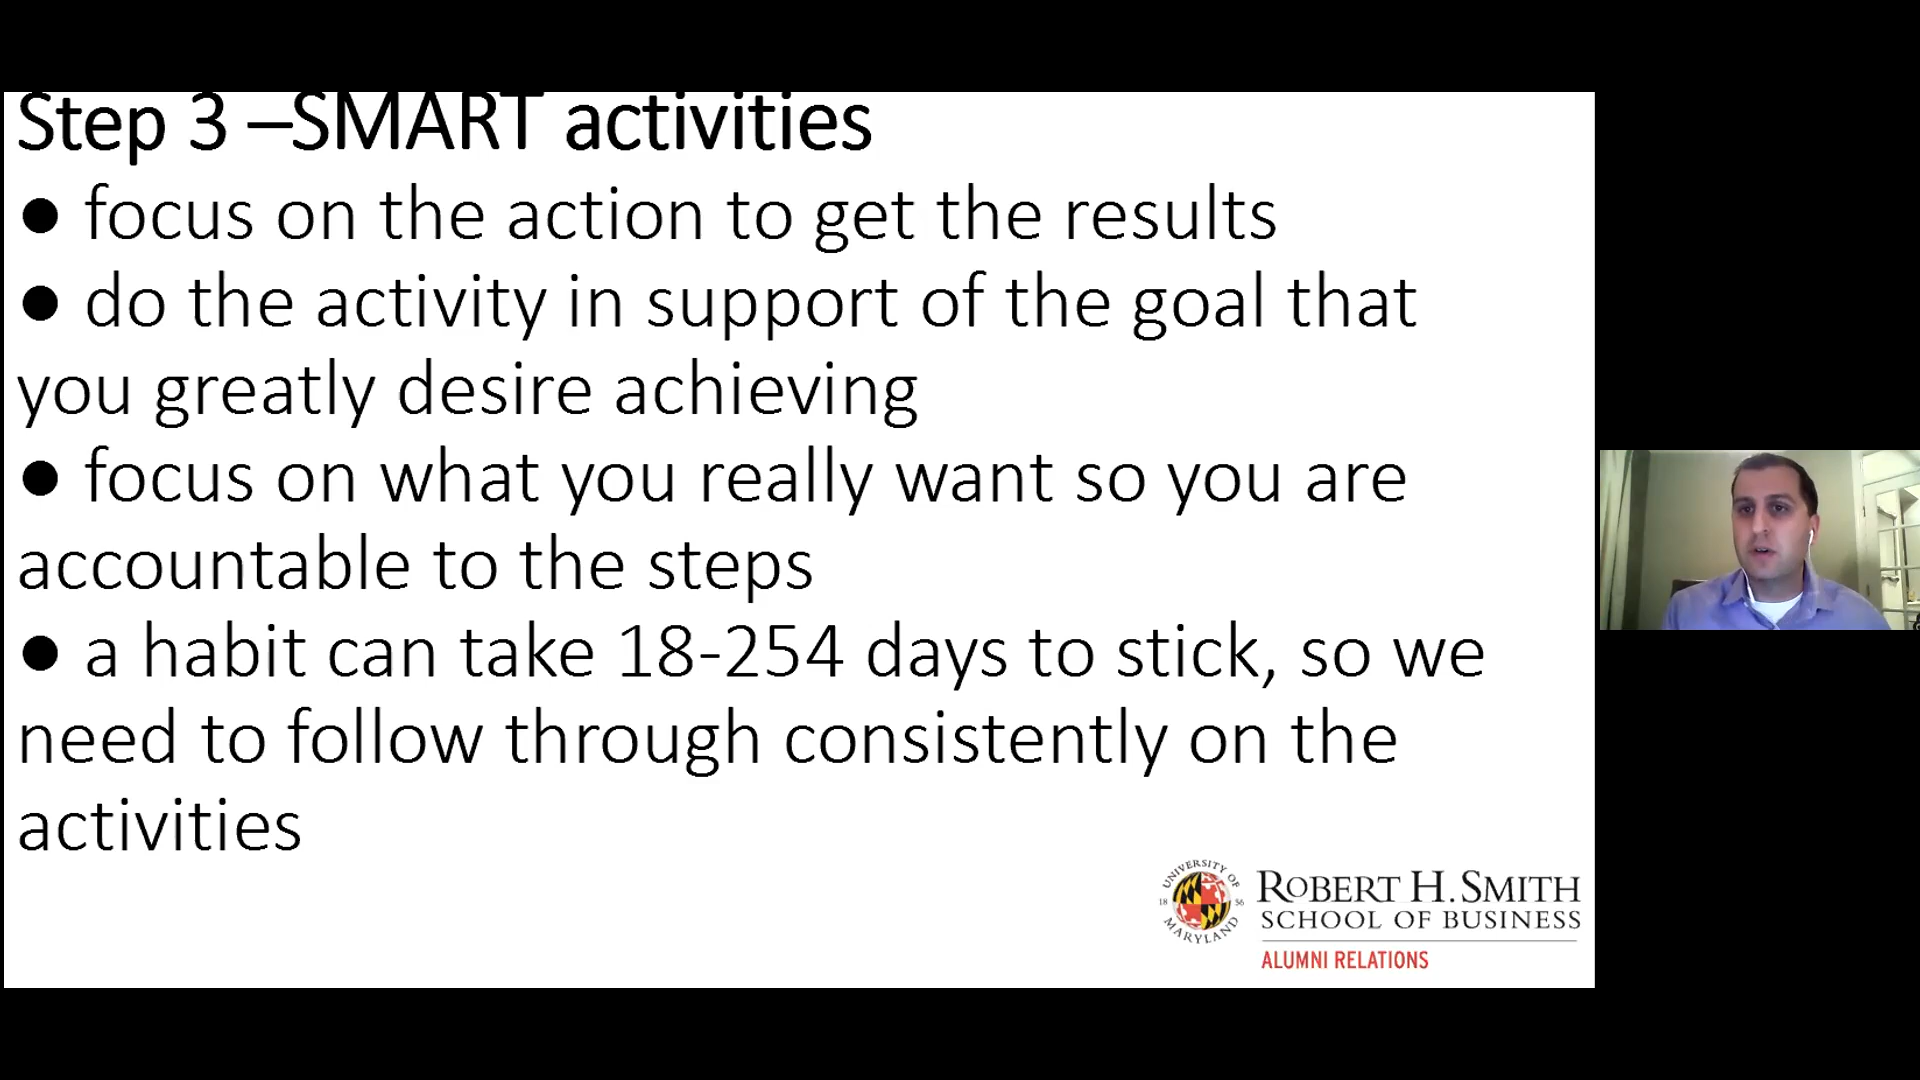 Step 3 –SMART activities
● focus on the action to get the results
● do the activity in support of the goal that
you greatly desire achieving
● focus on what you really want so you are
accountable to the steps
● a habit can take 18-254 days to stick, so we
need to follow through consistently on the
activities
UNIVERSITY OF
18 56
MARYLAND
ROBERT H. SMITH
SCHOOL OF BUSINESS
ALUMNI RELATIONS